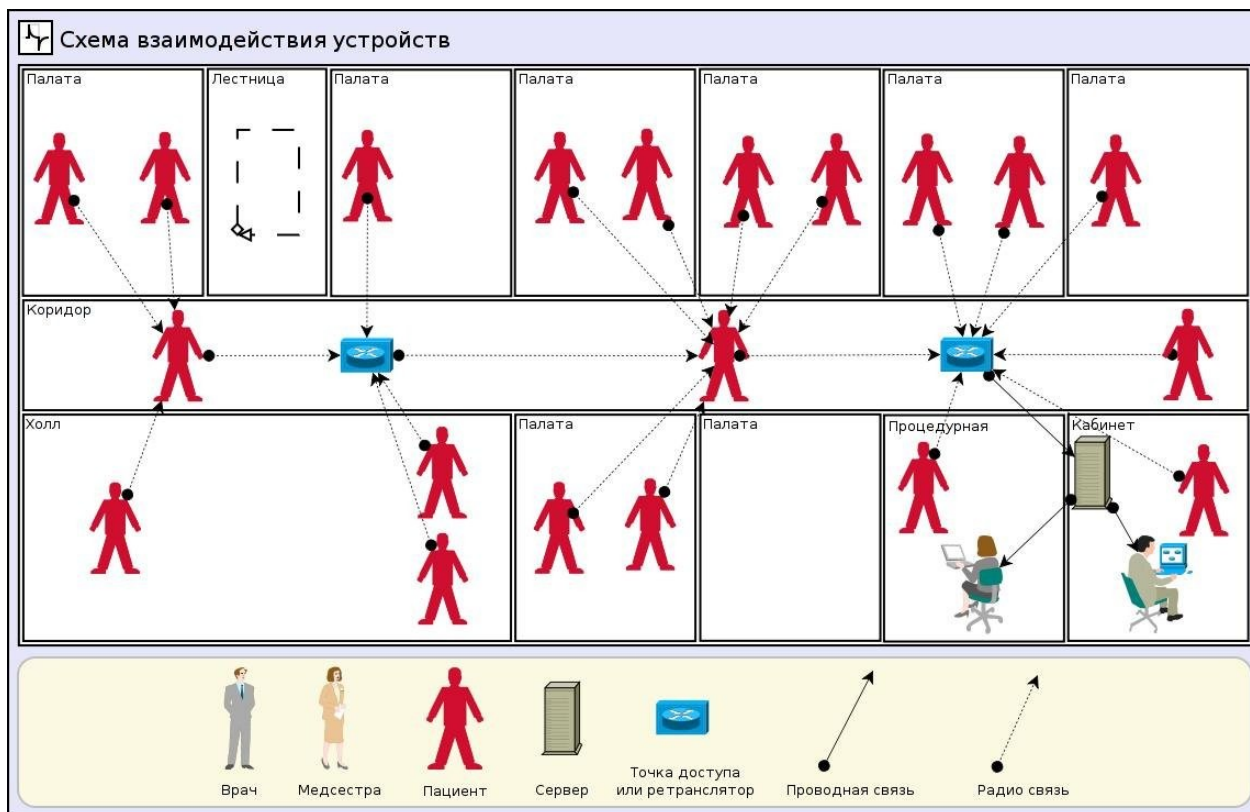 Схема взаимодействия устройств
Палата
Лестница
Палата
Палата
Палата
Палата
Палата
Коридор
Холл
Палата
Палата
Процедурная
Кабинет
Врач
Медсестра
Пациент
Сервер
Точка доступа
или ретранслятор
Проводная связь
Радио связь